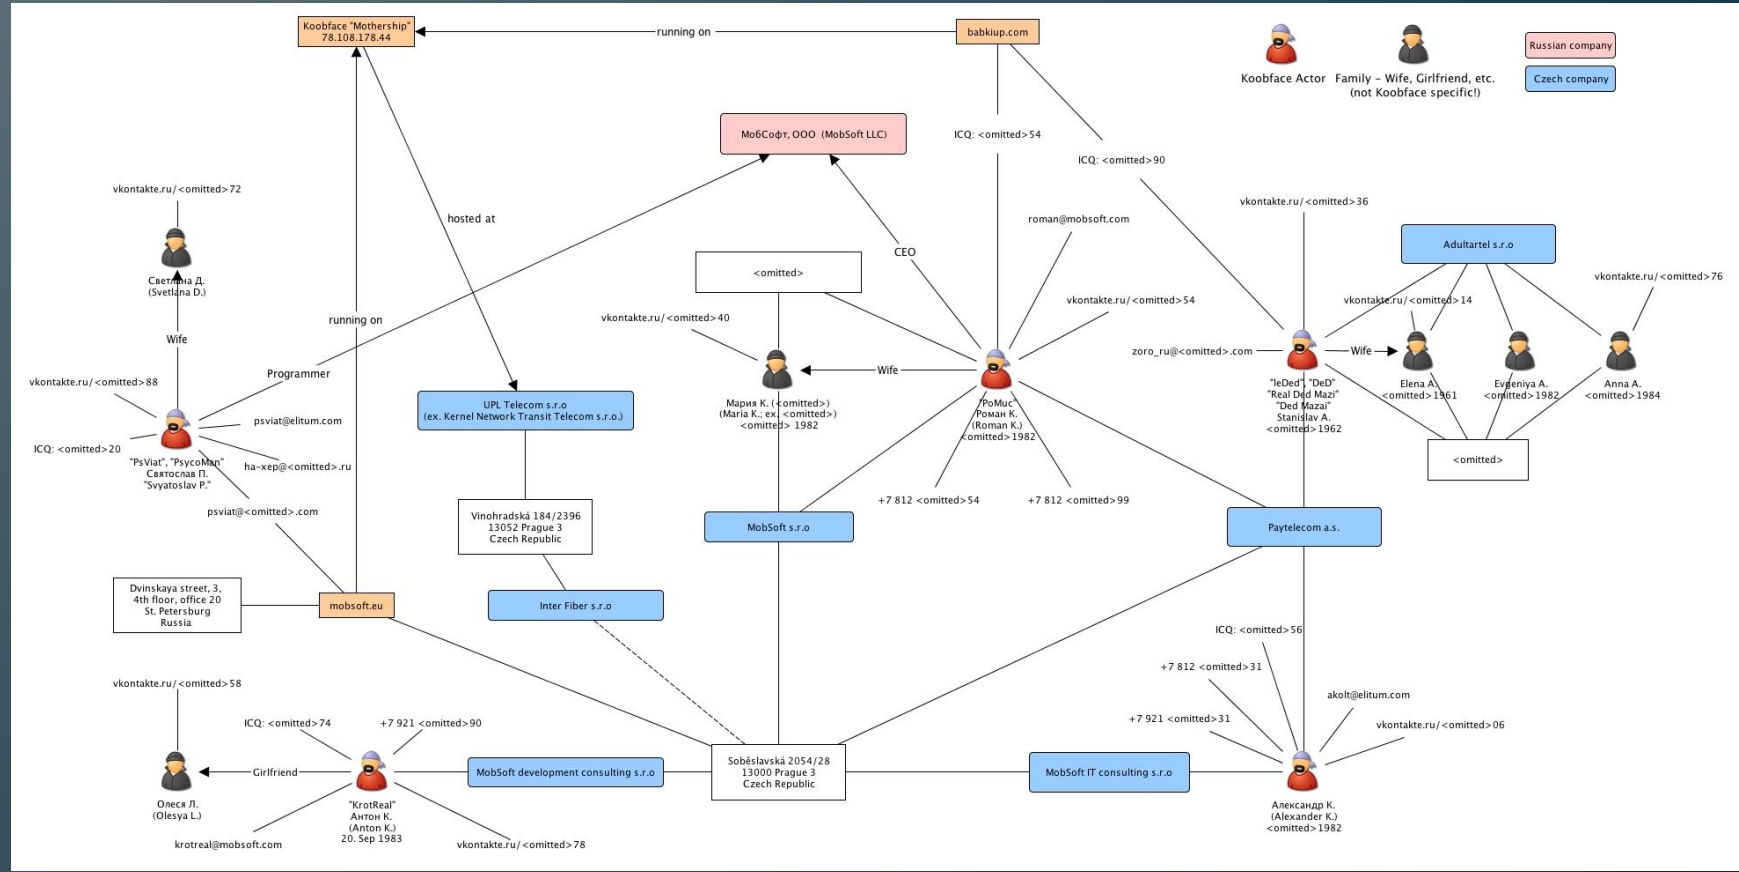 Koobface "Mothership"
78.108.178.44
running on
babkiup.com
Koobface Actor
Family – Wife, Girlfriend, etc.
(not Koobface specific!)
Russian company
Czech company
МобСофт, ООО (MobSoft LLC)
ICQ: <omitted>54
ICQ: <omitted>90
vkontakte.ru/<omitted>72
hosted at
Светлана Д.
(Svetlana D.)
Wife
running on
Programmer
<omitted>
CEO
roman@mobsoft.com
vkontakte.ru/<omitted>36
Adultartel s.r.o
vkontakte.ru/<omitted>76
vkontakte.ru/<omitted>40
vkontakte.ru/<omitted>54
vkontakte.ru/<omitted>14
zoro_ru@<omitted>.com
Wife
Wife
Мария К. (<omitted>)
(Maria K.; ex. <omitted>)
<omitted> 1982
"PoMuc"
Роман К.
(Roman K.)
<omitted>1982
"leDed", "DeD"
"Real Ded Mazi"
"Ded Mazai"
Stanislav A.
<omitted>1962
Elena A.
<omitted>1961
Evgeniya A.
<omitted>1982
Anna A.
<omitted>1984
<omitted>
vkontakte.ru/<omitted>88
psviat@elitum.com
ICQ: <omitted>20
ha-xep@<omitted>.ru
"PsViat", "PsycoMan"
Святослав П.
"Svyatoslav P."
psviat@<omitted>.com
UPL Telecom s.r.o
(ex. Kernel Network Transit Telecom s.r.o.)
Vinohradská 184/2396
13052 Prague 3
Czech Republic
+7 812 <omitted>54
+7 812 <omitted>99
MobSoft s.r.o
Paytelecom a.s.
Dvinskaya street, 3,
4th floor, office 20
St. Petersburg
Russia
mobsoft.eu
Inter Fiber s.r.o
ICQ: <omitted>56
+7 812 <omitted>31
akolt@elitum.com
+7 921 <omitted>31
vkontakte.ru/<omitted>06
vkontakte.ru/<omitted>58
ICQ: <omitted>74
+7 921 <omitted>90
Girlfriend
MobSoft development consulting s.r.o
Soběslavská 2054/28
13000 Prague 3
Czech Republic
MobSoft IT consulting s.r.o
Олеся Л.
(Olesya L.)
"KrotReal"
Антон К.
(Anton K.)
20. Sep 1983
krotreal@mobsoft.com
vkontakte.ru/<omitted>78
Александр К.
(Alexander K.)
<omitted>1982